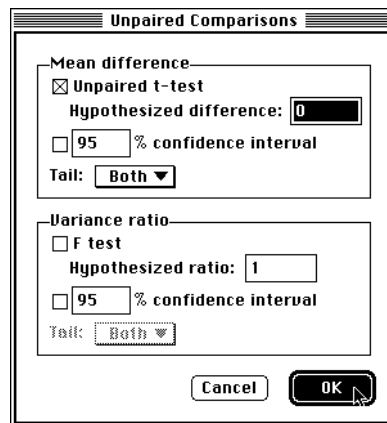 Unpaired Comparisons
Mean difference
Unpaired t-test
Hypothesized difference: 0
95 % confidence interval
Tail: Both
Variance ratio
F test
Hypothesized ratio: 1
95 % confidence interval
Tail: Both
Cancel OK